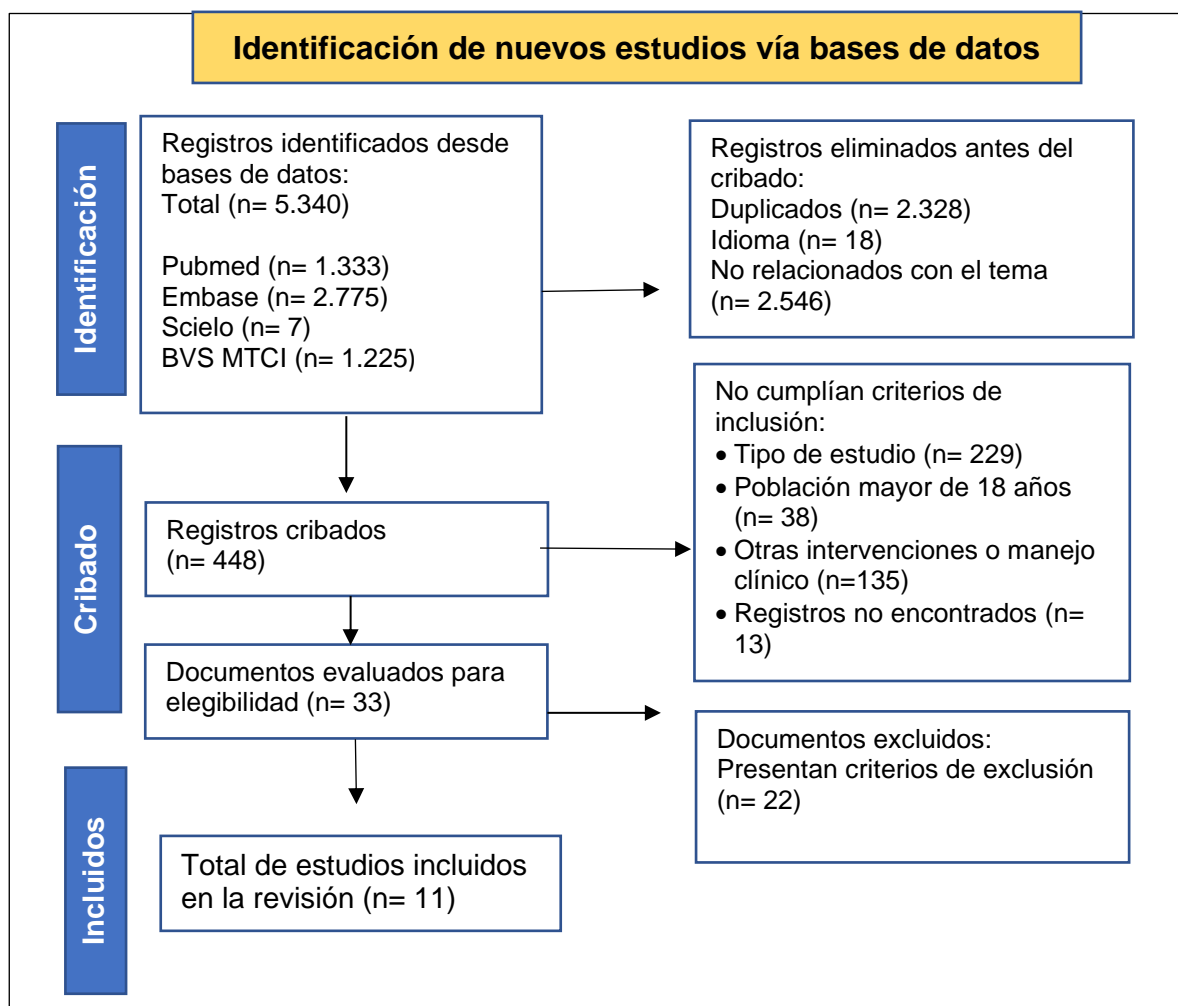 Identificación de nuevos estudios vía bases de datos
Identificación
Registros identificados desde
bases de datos:
Total (n= 5.340)
Pubmed (n= 1.333)
Embase (n= 2.775)
Scielo (n= 7)
BVS MTCI (n= 1.225)
Registros eliminados antes del
cribado:
Duplicados (n= 2.328)
Idioma (n= 18)
No relacionados con el tema
(n= 2.546)
Cribado
Registros cribados
(n= 448)
No cumplían criterios de
inclusión:
• Tipo de estudio (n= 229)
• Población mayor de 18 años
(n= 38)
• Otras intervenciones o manejo
clínico (n=135)
• Registros no encontrados (n=
13)
Documentos evaluados para
elegibilidad (n= 33)
Documentos excluidos:
Presentan criterios de exclusión
(n= 22)
Incluidos
Total de estudios incluidos
en la revisión (n= 11)